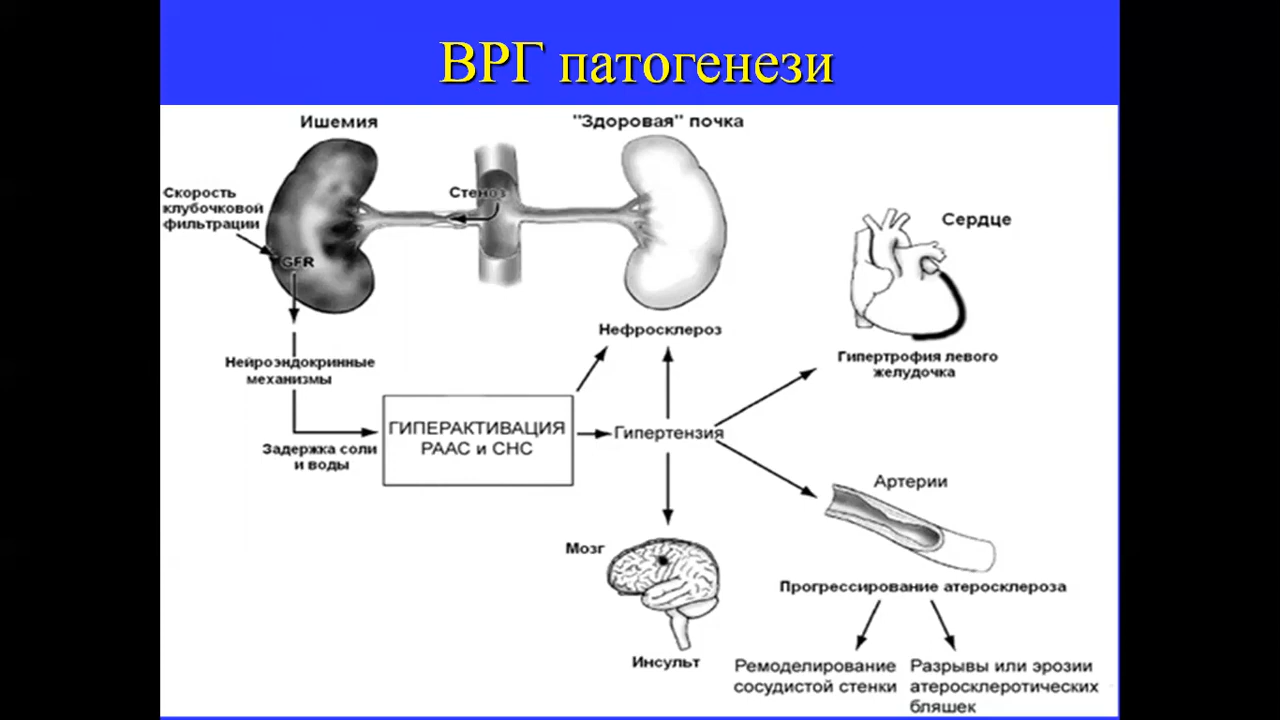 ВРГ патогенези
Ишемия
"Здоровая" почка
Скорость
клубочковой
фильтрации
Стеноз
GFR
Сердце
Нефросклероз
Гипертрофия левого
желудочка
Нейроэндокринные
механизмы
ГИПЕРАКТИВАЦИЯ
РААС и СНС
Гипертензия
Задержка соли
и воды
Артерии
Мозг
Прогрессирование атеросклероза
Инсульт
Ремоделирование
сосудистой стенки
Разрывы или эрозии
атеросклеротических
бляшек